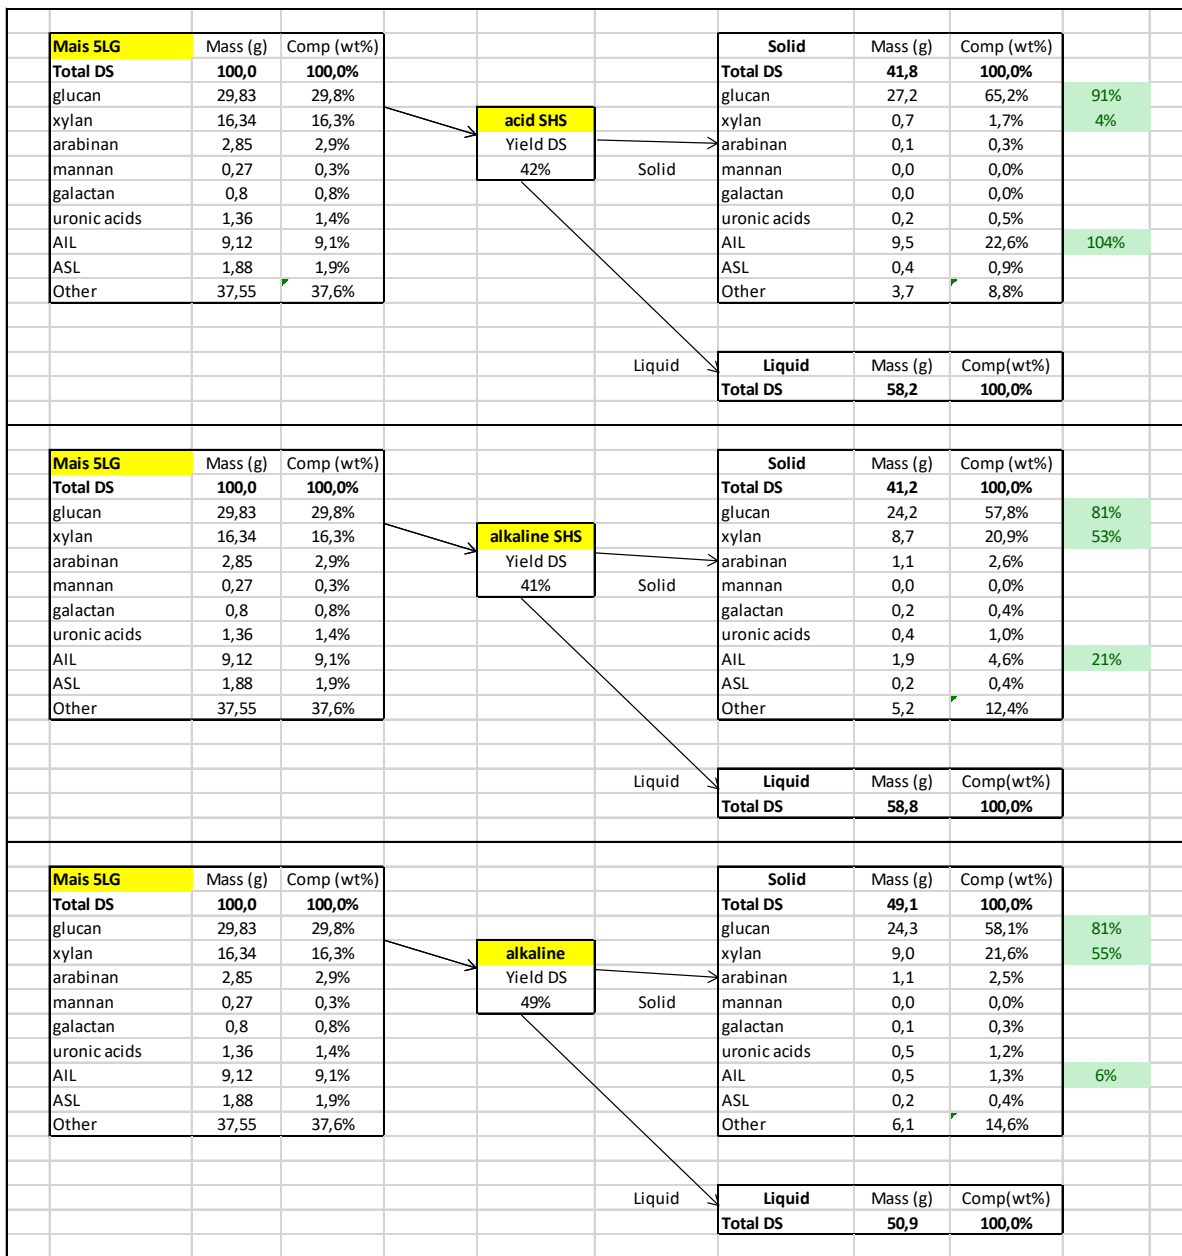 Mais 5LG Mass (g) Comp (wt%) Solid Mass (g) Comp (wt%)
Total DS 100,0 100,0% Total DS 41,8 100,0%
glucan 29,83 29,8% glucan 27,2 65,2% 91%
xylan 16,34 16,3% acid SHS xylan 0,7 1,7% 4%
arabinan 2,85 2,9% Yield DS arabinan 0,1 0,3%
mannan 0,27 0,3% 42% Solid mannan 0,0 0,0%
galactan 0,8 0,8% galactan 0,0 0,0%
uronic acids 1,36 1,4% uronic acids 0,2 0,5%
AIL 9,12 9,1% AIL 9,5 22,6% 104%
ASL 1,88 1,9% ASL 0,4 0,9%
Other 37,55 37,6% Other 3,7 8,8%
Liquid Liquid Mass (g) Comp(wt%)
Total DS 58,2 100,0%
Mais 5LG Mass (g) Comp (wt%) Solid Mass (g) Comp (wt%)
Total DS 100,0 100,0% Total DS 41,2 100,0%
glucan 29,83 29,8% glucan 24,2 57,8% 81%
xylan 16,34 16,3% alkaline SHS xylan 8,7 20,9% 53%
arabinan 2,85 2,9% Yield DS arabinan 1,1 2,6%
mannan 0,27 0,3% 41% Solid mannan 0,0 0,0%
galactan 0,8 0,8% galactan 0,2 0,4%
uronic acids 1,36 1,4% uronic acids 0,4 1,0%
AIL 9,12 9,1% AIL 1,9 4,6% 21%
ASL 1,88 1,9% ASL 0,2 0,4%
Other 37,55 37,6% Other 5,2 12,4%
Liquid Liquid Mass (g) Comp(wt%)
Total DS 58,8 100,0%
Mais 5LG Mass (g) Comp (wt%) Solid Mass (g) Comp (wt%)
Total DS 100,0 100,0% Total DS 49,1 100,0%
glucan 29,83 29,8% glucan 24,3 58,1% 81%
xylan 16,34 16,3% alkaline xylan 9,0 21,6% 55%
arabinan 2,85 2,9% Yield DS arabinan 1,1 2,5%
mannan 0,27 0,3% 49% Solid mannan 0,0 0,0%
galactan 0,8 0,8% galactan 0,1 0,3%
uronic acids 1,36 1,4% uronic acids 0,5 1,2%
AIL 9,12 9,1% AIL 0,5 1,3% 6%
ASL 1,88 1,9% ASL 0,2 0,4%
Other 37,55 37,6% Other 6,1 14,6%
Liquid Liquid Mass (g) Comp(wt%)
Total DS 50,9 100,0%